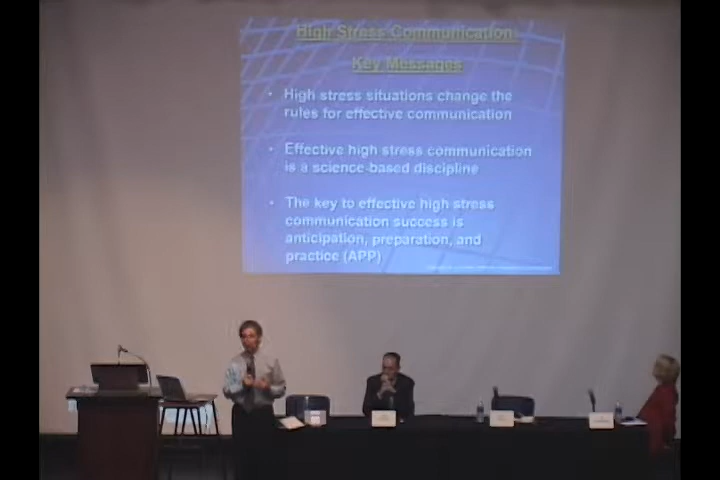 High Stress Communication:
Key Messages
• High stress situations change the
rules for effective communication
• Effective high stress communication
is a science-based discipline
• The key to effective high stress
communication success is
anticipation, preparation, and
practice (APP)